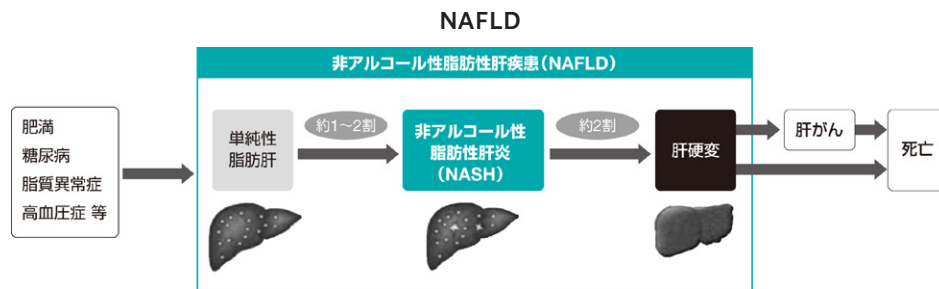 NAFLD
非アルコール性脂肪性肝疾患（NAFLD）
肥満
糖尿病
脂質異常症
高血圧症 等
単純性
脂肪肝
約1～2割
非アルコール性
脂肪性肝炎
（NASH）
約2割
肝硬変
肝がん
死亡